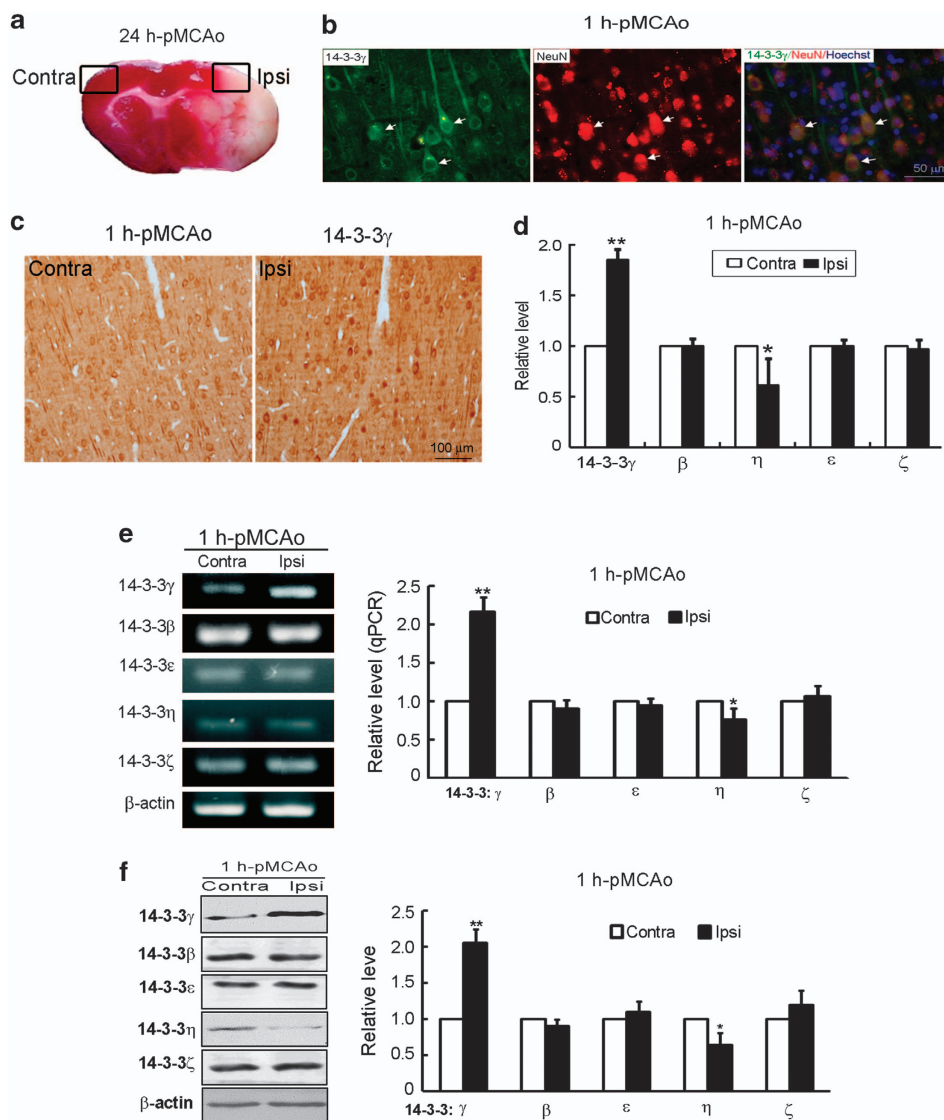 a
24 h-pMCAo
Contra
Ipsi
b
1 h-pMCAo
14-3-3γ
NeuN
14-3-3γ/NeuN/Hoechst
50 μm
c
1 h-pMCAo
14-3-3γ
Contra
Ipsi
100 μm
d
1 h-pMCAo
Contra
Ipsi
Relative level
2.0
1.5
1.0
0.5
0
**
*
14-3-3γ
β
η
ε
ζ
e
1 h-pMCAo
Contra
Ipsi
14-3-3γ
14-3-3β
14-3-3ε
14-3-3η
14-3-3ζ
β-actin
1 h-pMCAo
Contra
Ipsi
Relative level (qPCR)
2.5
2.0
1.5
1.0
0.5
0
**
*
14-3-3: γ
β
ε
η
ζ
f
1 h-pMCAo
Contra
Ipsi
14-3-3γ
14-3-3β
14-3-3ε
14-3-3η
14-3-3ζ
β-actin
1 h-pMCAo
Contra
Ipsi
Relative leve
2.5
2.0
1.5
1.0
0.5
0
**
*
14-3-3: γ
β
ε
η
ζ